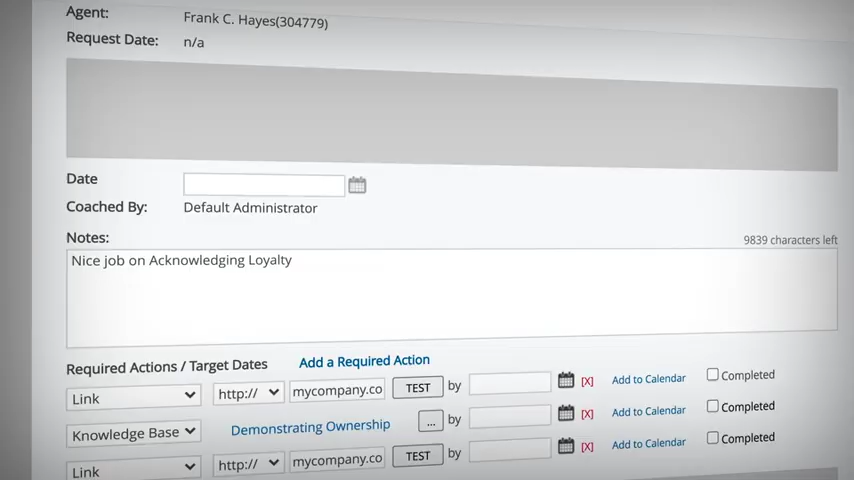 Agent: Frank C. Hayes(304779)
Request Date: n/a
Date
Coached By: Default Administrator
Notes: 9839 characters left
Nice job on Acknowledging Loyalty
Required Actions / Target Dates Add a Required Action
Link http:// mycompany.co TEST by [X] Add to Calendar Completed
Knowledge Base Demonstrating Ownership ... by [X] Add to Calendar Completed
Link http:// mycompany.co TEST by [X] Add to Calendar Completed